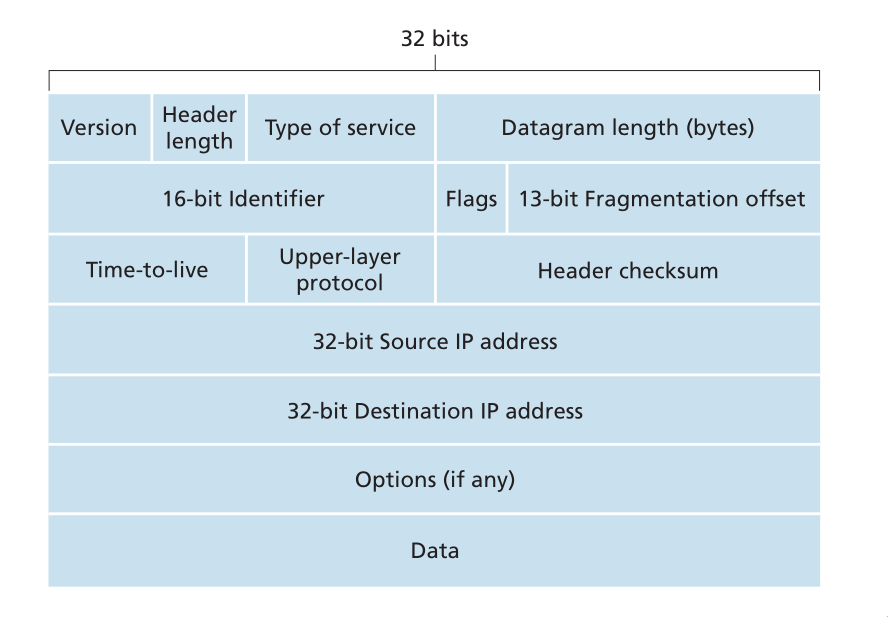 32 bits
Version
Header
length
Type of service
Datagram length (bytes)
16-bit Identifier
Flags
13-bit Fragmentation offset
Time-to-live
Upper-layer
protocol
Header checksum
32-bit Source IP address
32-bit Destination IP address
Options (if any)
Data